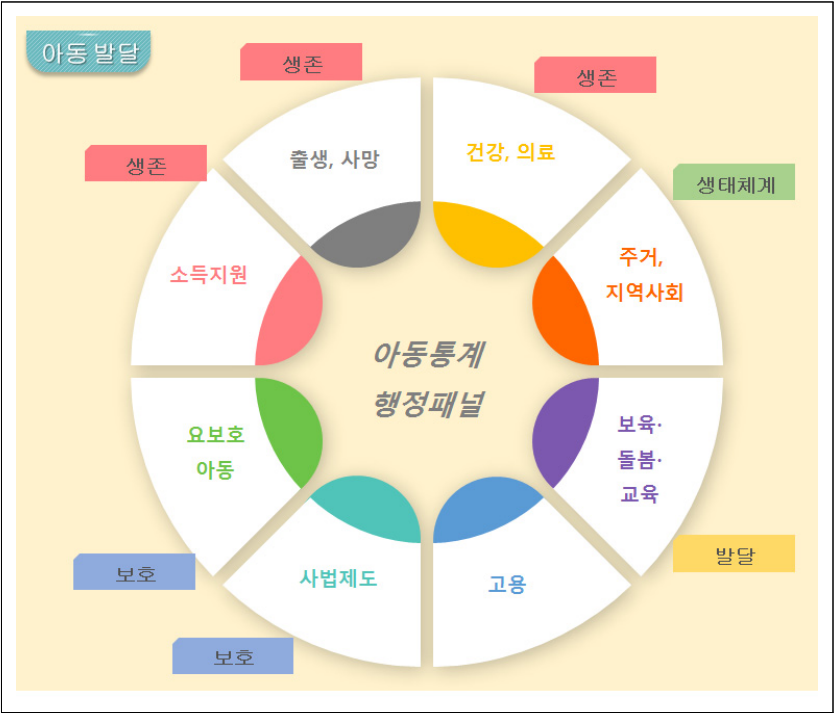 아동 발달
생존
생존
출생, 사망
건강, 의료
생존
생태체계
소득지원
주거,
지역사회
아동통계
행정패널
요보호
아동
보육·
돌봄·
교육
사법제도
고용
발달
보호
보호